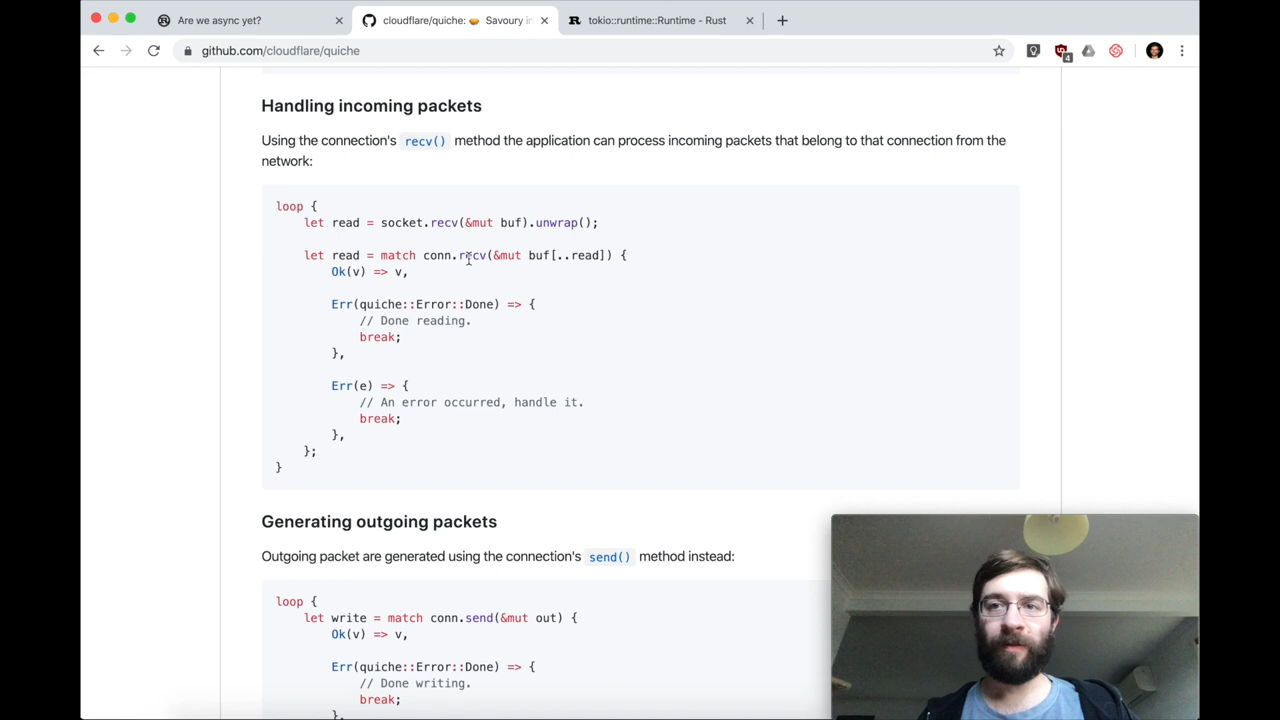 Are we async yet?
cloudflare/quiche: 🥧 Savoury in
tokio::runtime::Runtime - Rust
github.com/cloudflare/quiche
4
Handling incoming packets
Using the connection's recv() method the application can process incoming packets that belong to that connection from the
network:
loop {
    let read = socket.recv(&mut buf).unwrap();
    let read = match conn.recv(&mut buf[..read]) {
        Ok(v) => v,
        Err(quiche::Error::Done) => {
            // Done reading.
            break;
        },
        Err(e) => {
            // An error occurred, handle it.
            break;
        },
    };
}
Generating outgoing packets
Outgoing packet are generated using the connection's send() method instead:
loop {
    let write = match conn.send(&mut out) {
        Ok(v) => v,
        Err(quiche::Error::Done) => {
            // Done writing.
            break;
        },